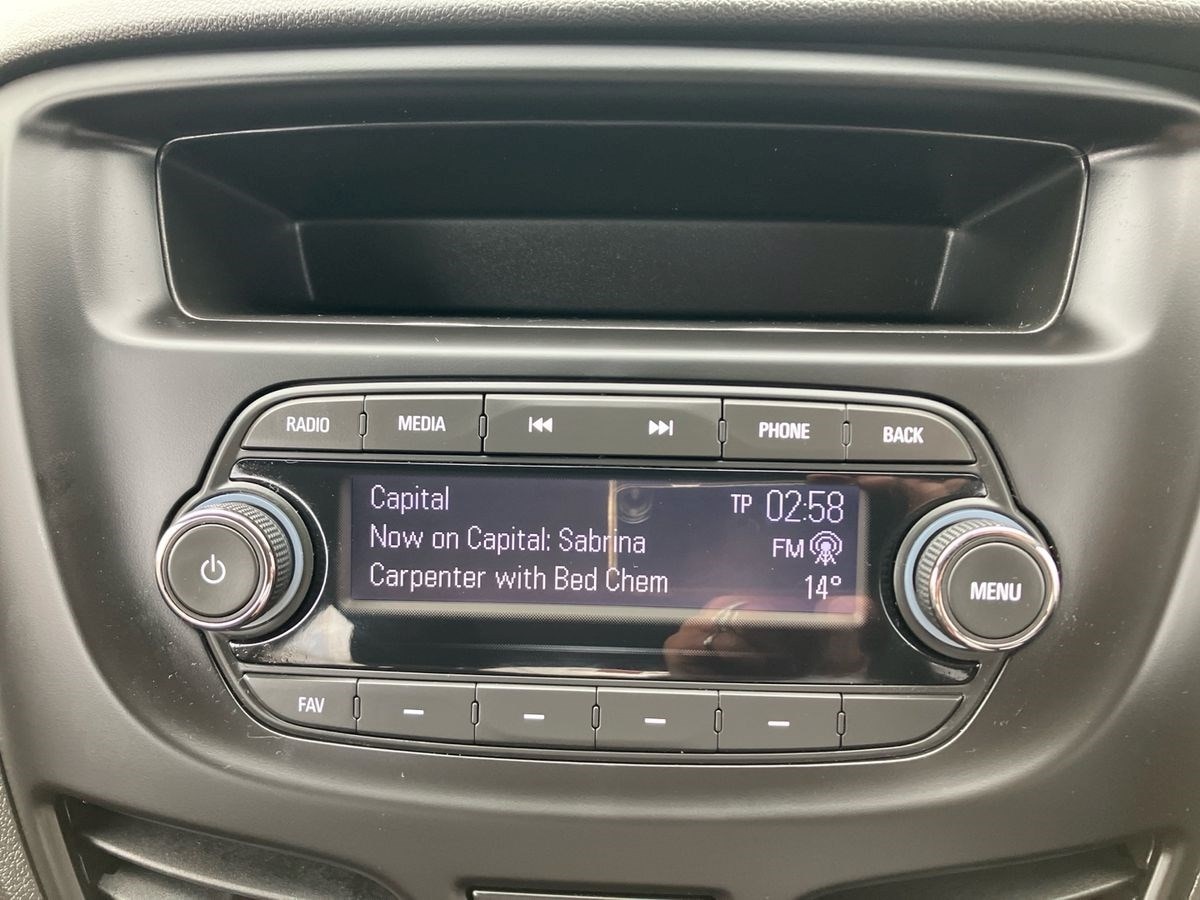 RADIO MEDIA PHONE BACK
Capital TP 02:58
Now on Capital: Sabrina FM
Carpenter with Bed Chem 14°
MENU
FAV